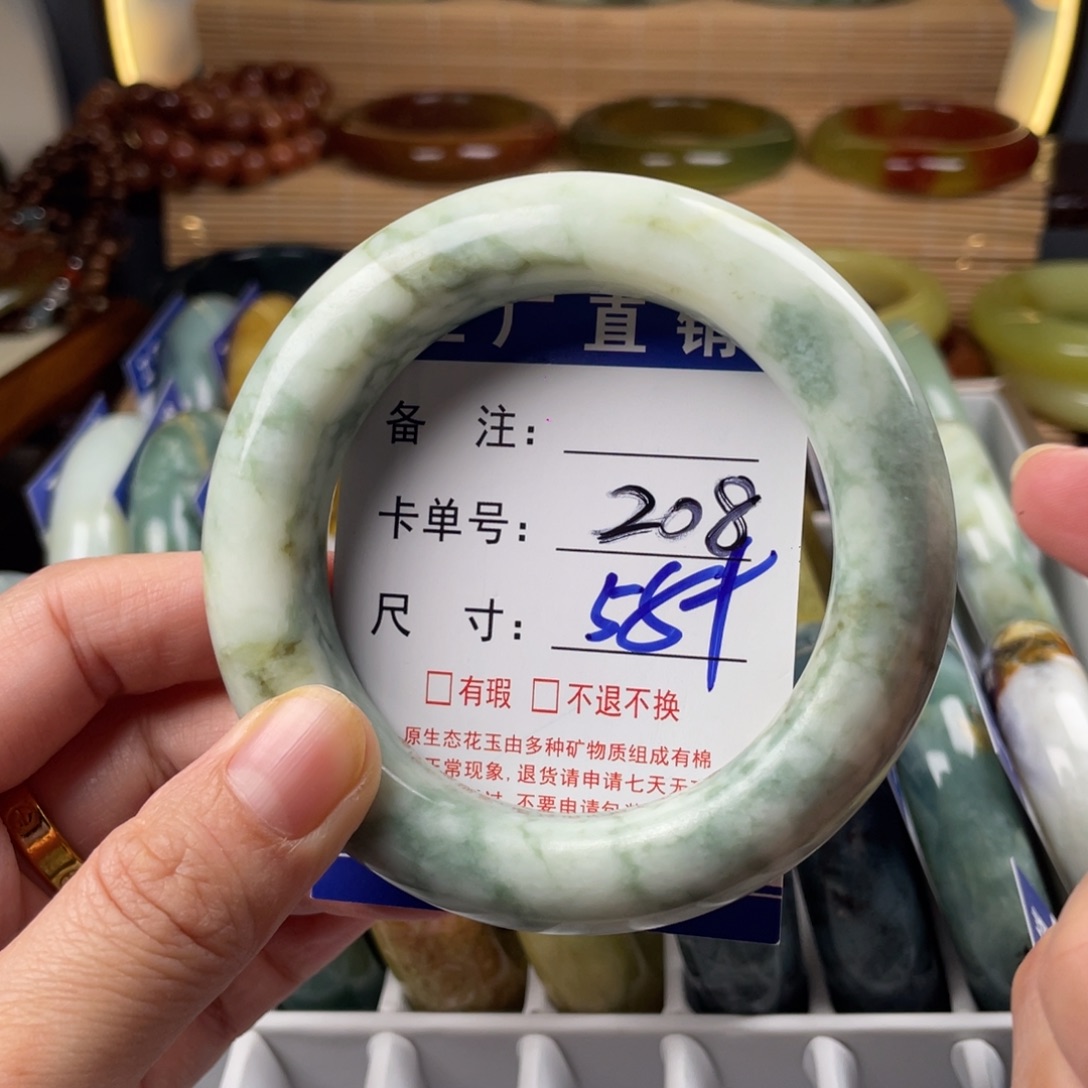 厂直销
备 注:
卡单号: 208
尺 寸: 58
□有瑕 □不退不换
原生态花玉由多种矿物质组成有棉
正常现象,退货请申请七天无
不要申请包